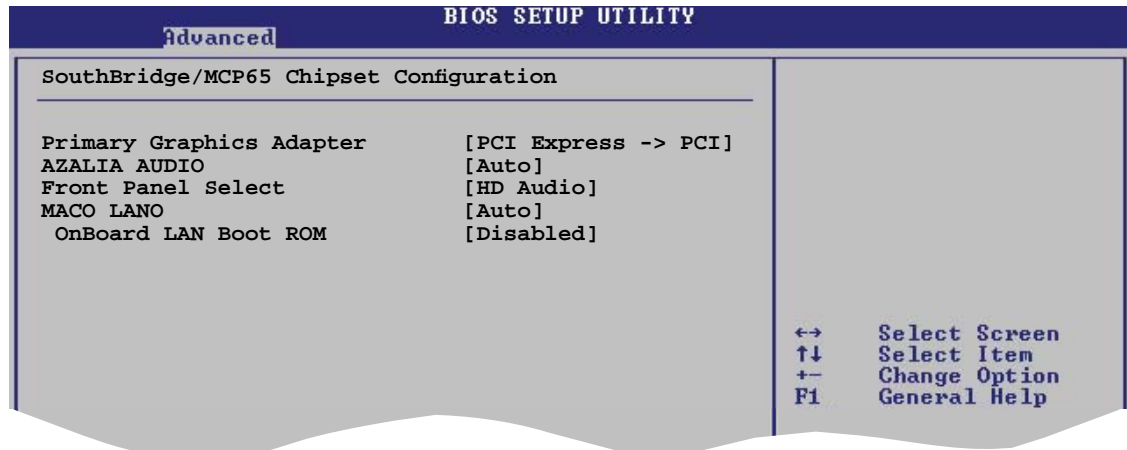 BIOS SETUP UTILITY
Advanced
SouthBridge/MCP65 Chipset Configuration
Primary Graphics Adapter [PCI Express -> PCI]
AZALIA AUDIO [Auto]
Front Panel Select [HD Audio]
MACO LANO [Auto]
OnBoard LAN Boot ROM [Disabled]
←→ Select Screen
↑↓ Select Item
+- Change Option
F1 General Help